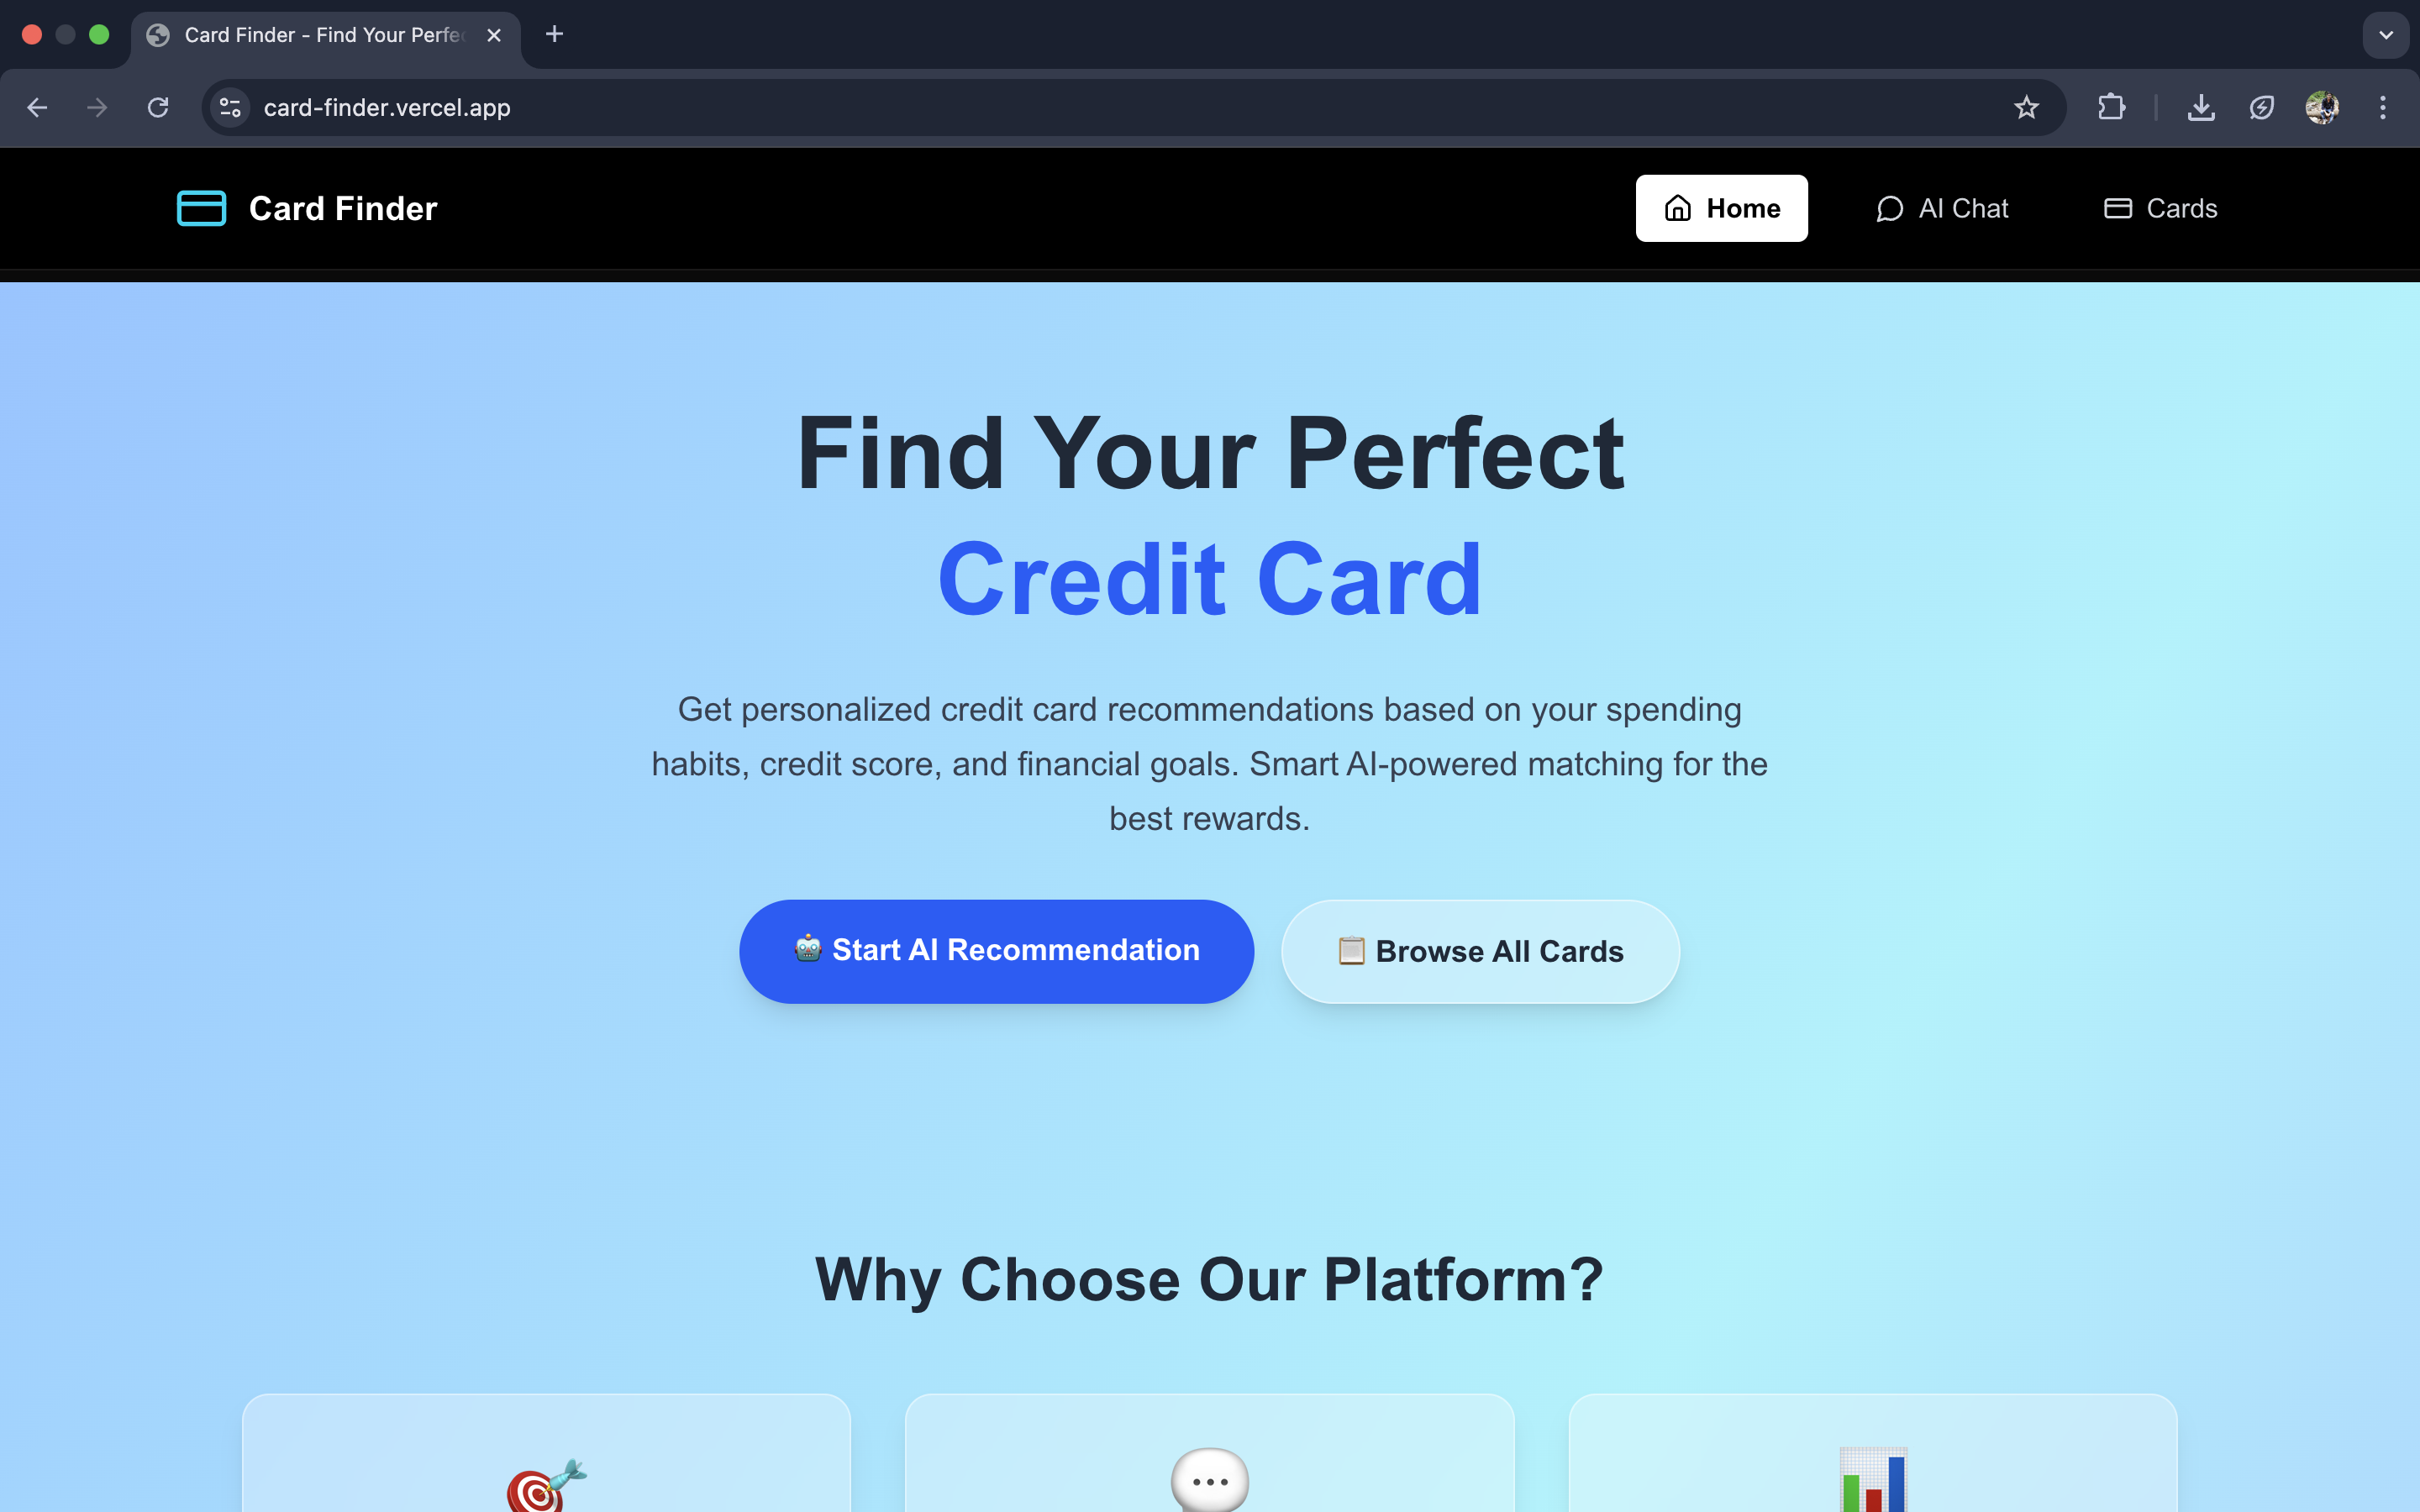 Card Finder - Find Your Perfec
card-finder.vercel.app
Card Finder
Home
AI Chat
Cards
Find Your Perfect
Credit Card
Get personalized credit card recommendations based on your spending
habits, credit score, and financial goals. Smart AI-powered matching for the
best rewards.
Start AI Recommendation
Browse All Cards
Why Choose Our Platform?